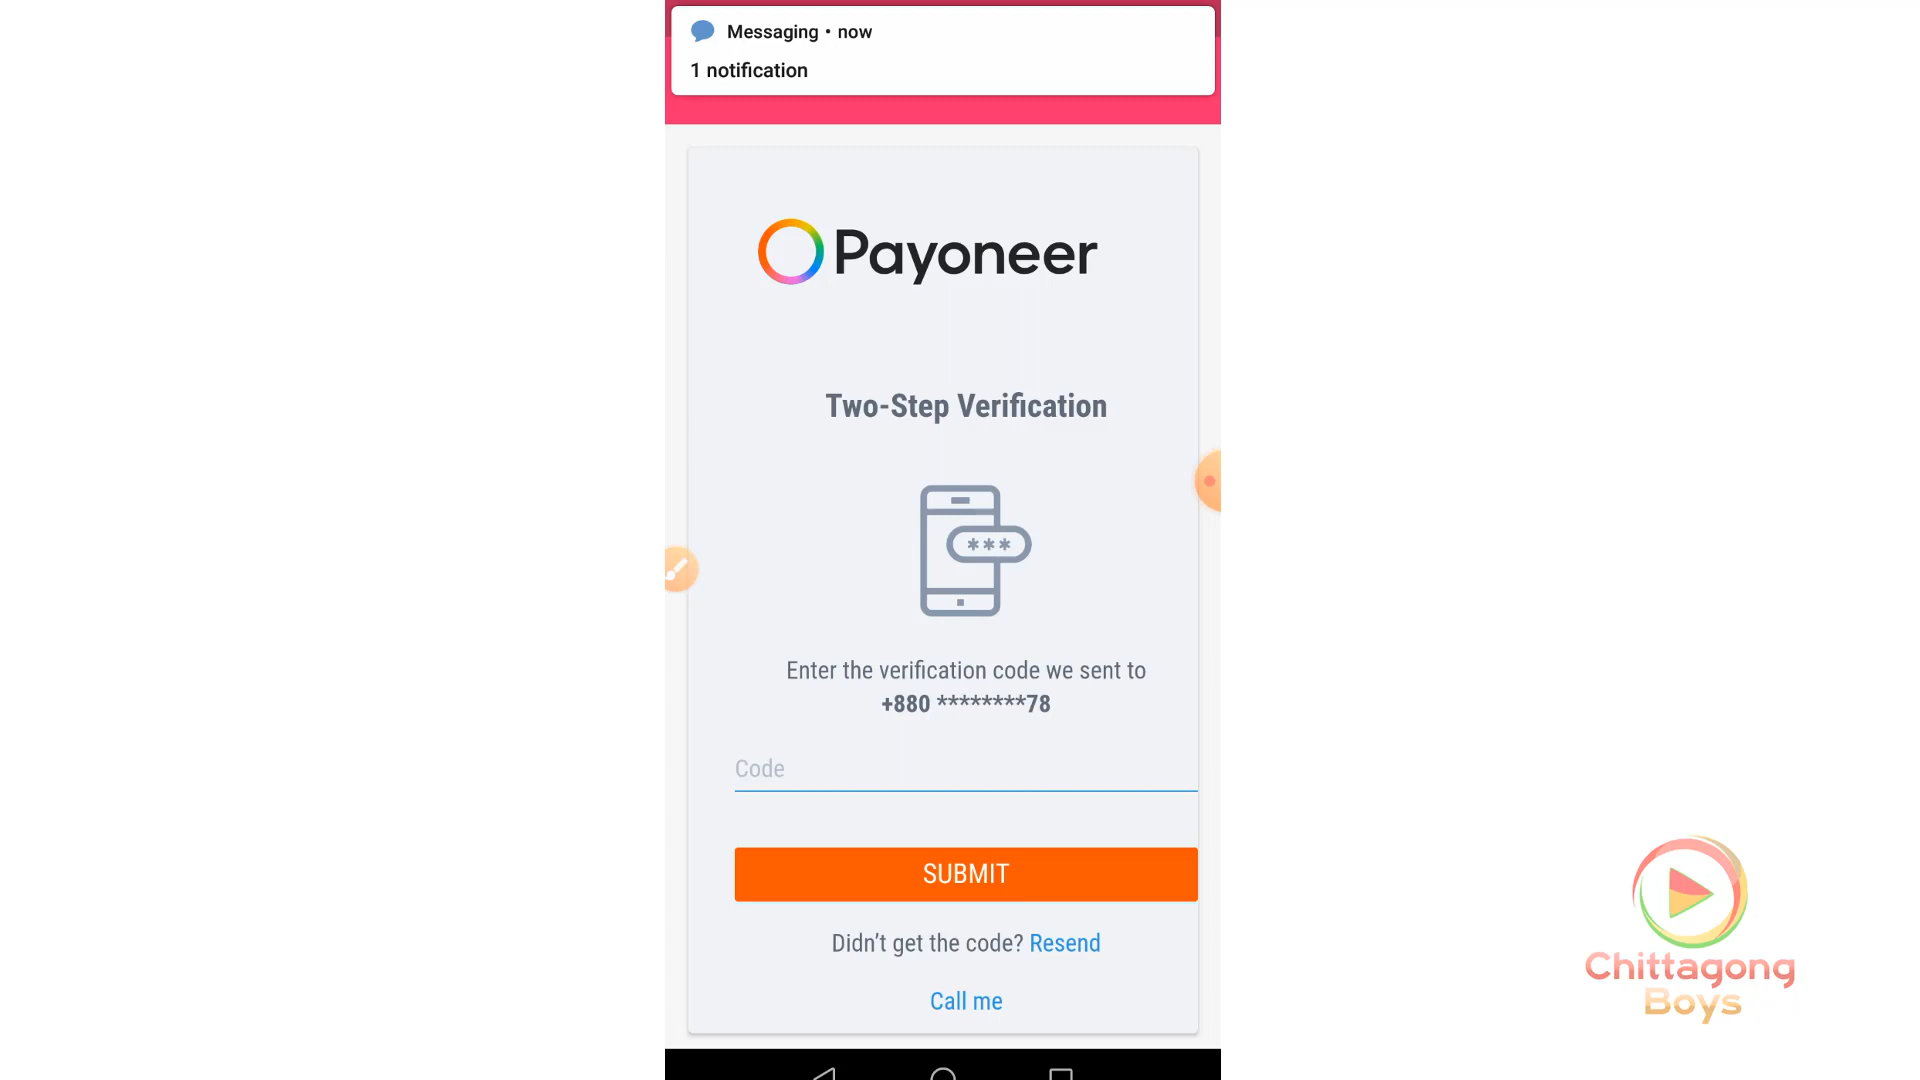 Messaging • now
1 notification
Payoneer
Two-Step Verification
***
Enter the verification code we sent to
+880 ********78
Code
SUBMIT
Didn’t get the code? Resend
Call me
Chittagong
Boys